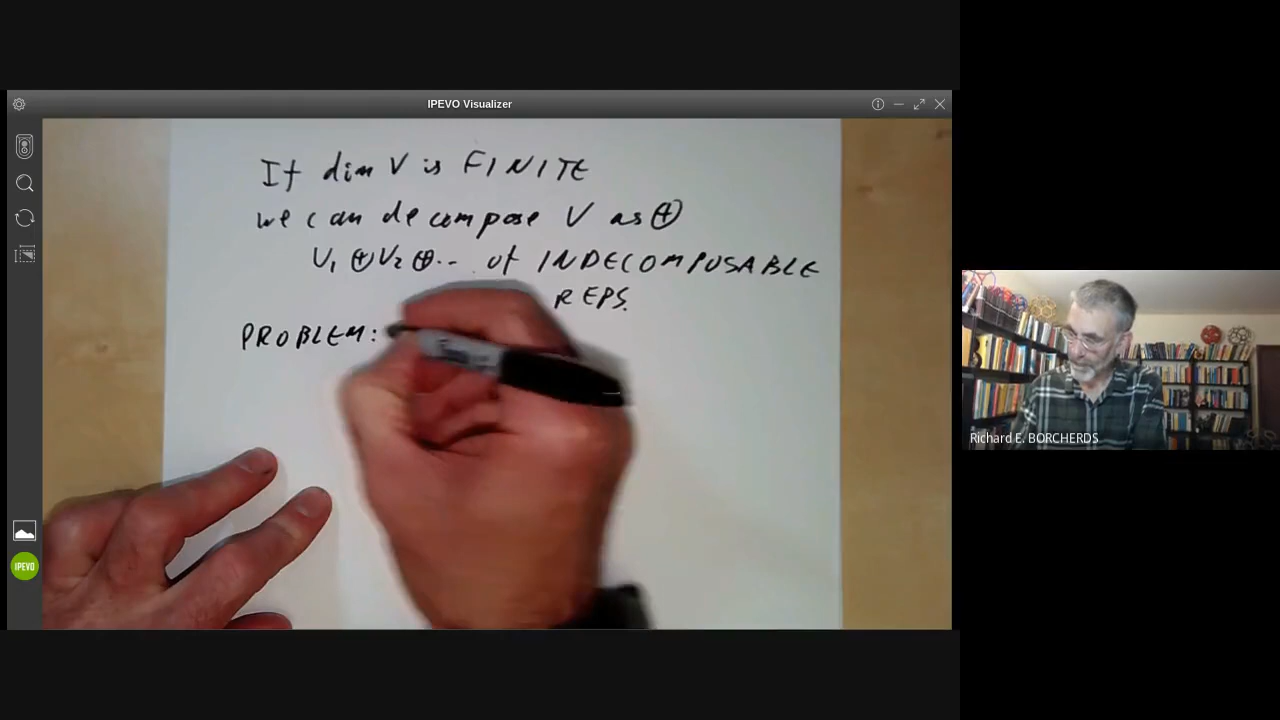 IPEVO Visualizer
If dim V is FINITE
we can decompose V as ⊕
V₁ ⊕ V₂ ⊕ ·· of INDECOMPOSABLE
REPS.
PROBLEM:
IPEVO
Richard E. BORCHERDS